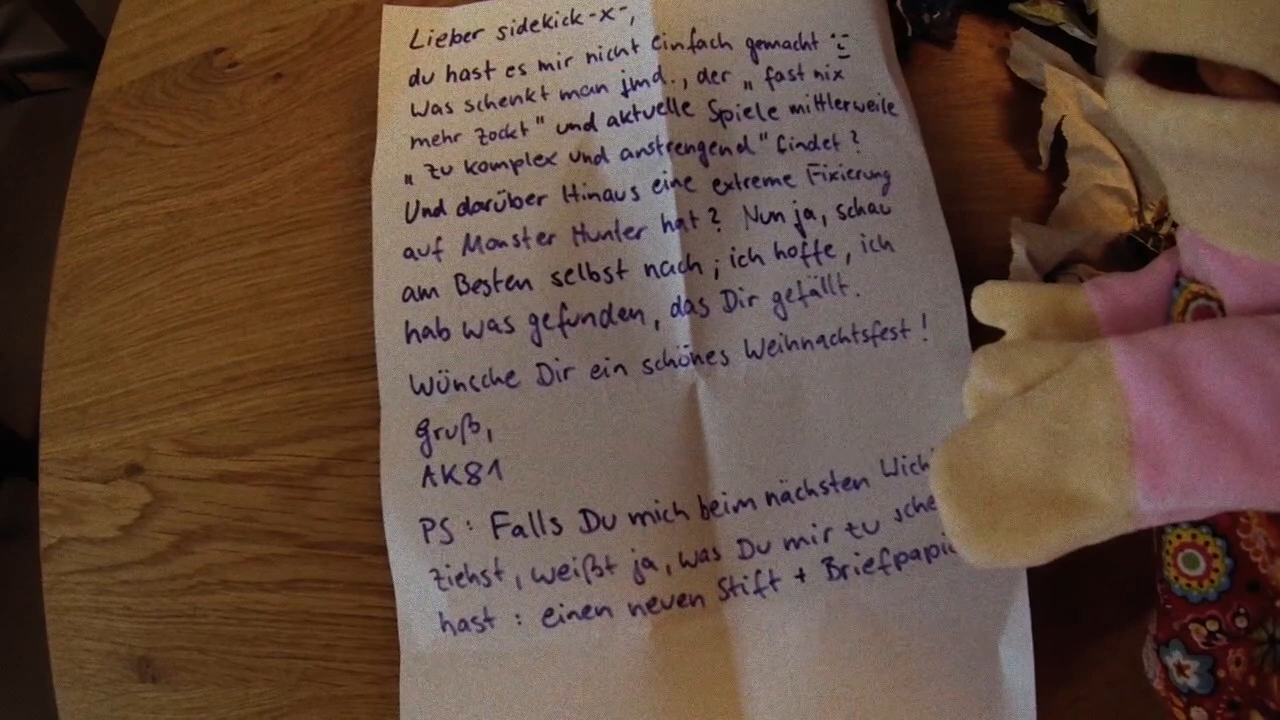 Lieber sidekick-x-,
du hast es mir nicht einfach gemacht
Was schenkt man jmd., der „fast nix
mehr zockt" und aktuelle Spiele mittlerweile
„zu komplex und anstrengend" findet?
Und darüber Hinaus eine extreme Fixierung
auf Monster Hunter hat? Nun ja, schau
am Besten selbst nach; ich hoffe, ich
hab was gefunden, das Dir gefällt.
Wünsche Dir ein schönes Weihnachtsfest!
Gruß,
AK81
PS: Falls Du mich beim nächsten
ziehst, weißt ja, was Du mir zu
hast: einen neuen Stift +